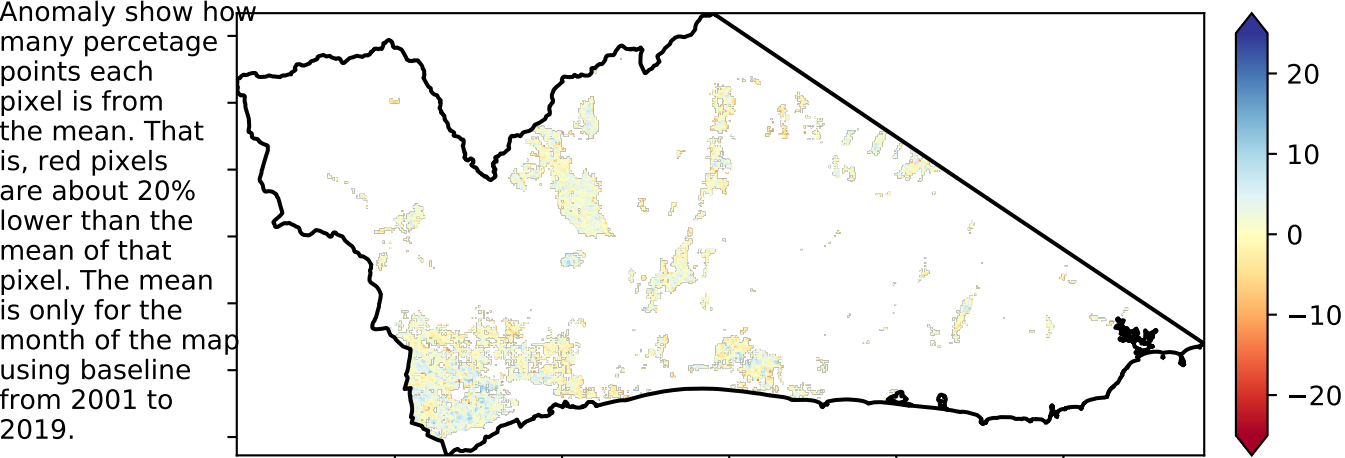 Anomaly show how
many percetage
points each
pixel is from
the mean. That
is, red pixels
are about 20%
lower than the
mean of that
pixel. The mean
is only for the
month of the map
using baseline
from 2001 to
2019.
20
10
0
−10
−20